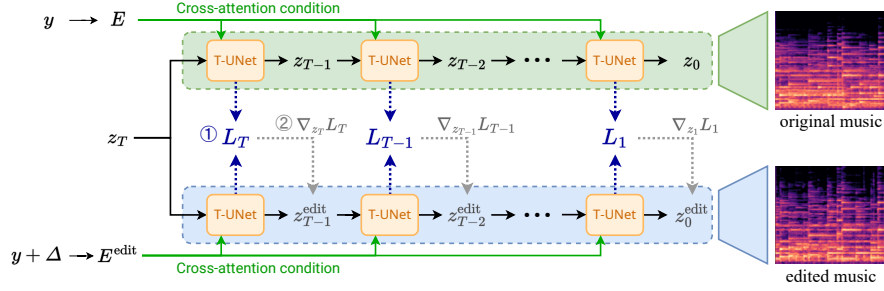 Cross-attention condition
y → E
T-UNet → z_{T−1} → T-UNet → z_{T−2} → ••• → T-UNet → z_0
original music
z_T
① L_T ② ∇_{z_T} L_T L_{T−1} ∇_{z_{T−1}} L_{T−1} L_1 ∇_{z_1} L_1
T-UNet → z^{edit}_{T−1} → T-UNet → z^{edit}_{T−2} → ••• → T-UNet → z^{edit}_0
y + Δ → E^{edit}
Cross-attention condition
edited music